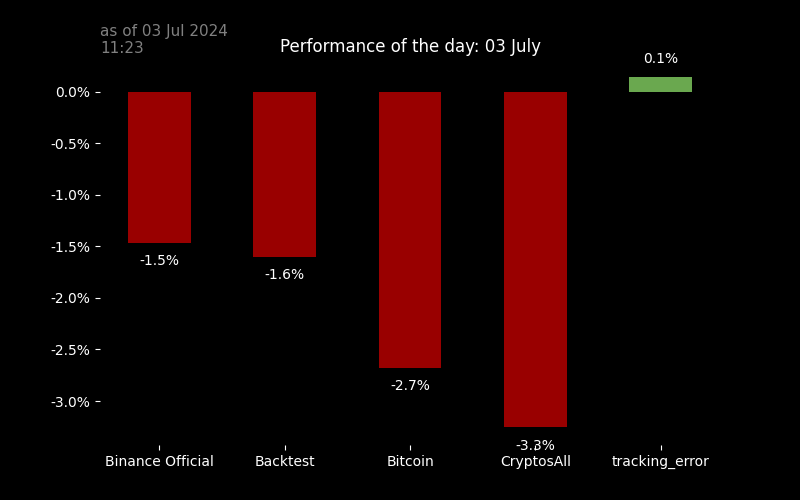 as of 03 Jul 2024
11:23
Performance of the day: 03 July
0.1%
0.0%
-0.5%
-1.0%
-1.5%
-2.0%
-2.5%
-3.0%
-1.5%
-1.6%
-2.7%
-3.3%
Binance Official
Backtest
Bitcoin
CryptosAll
tracking_error